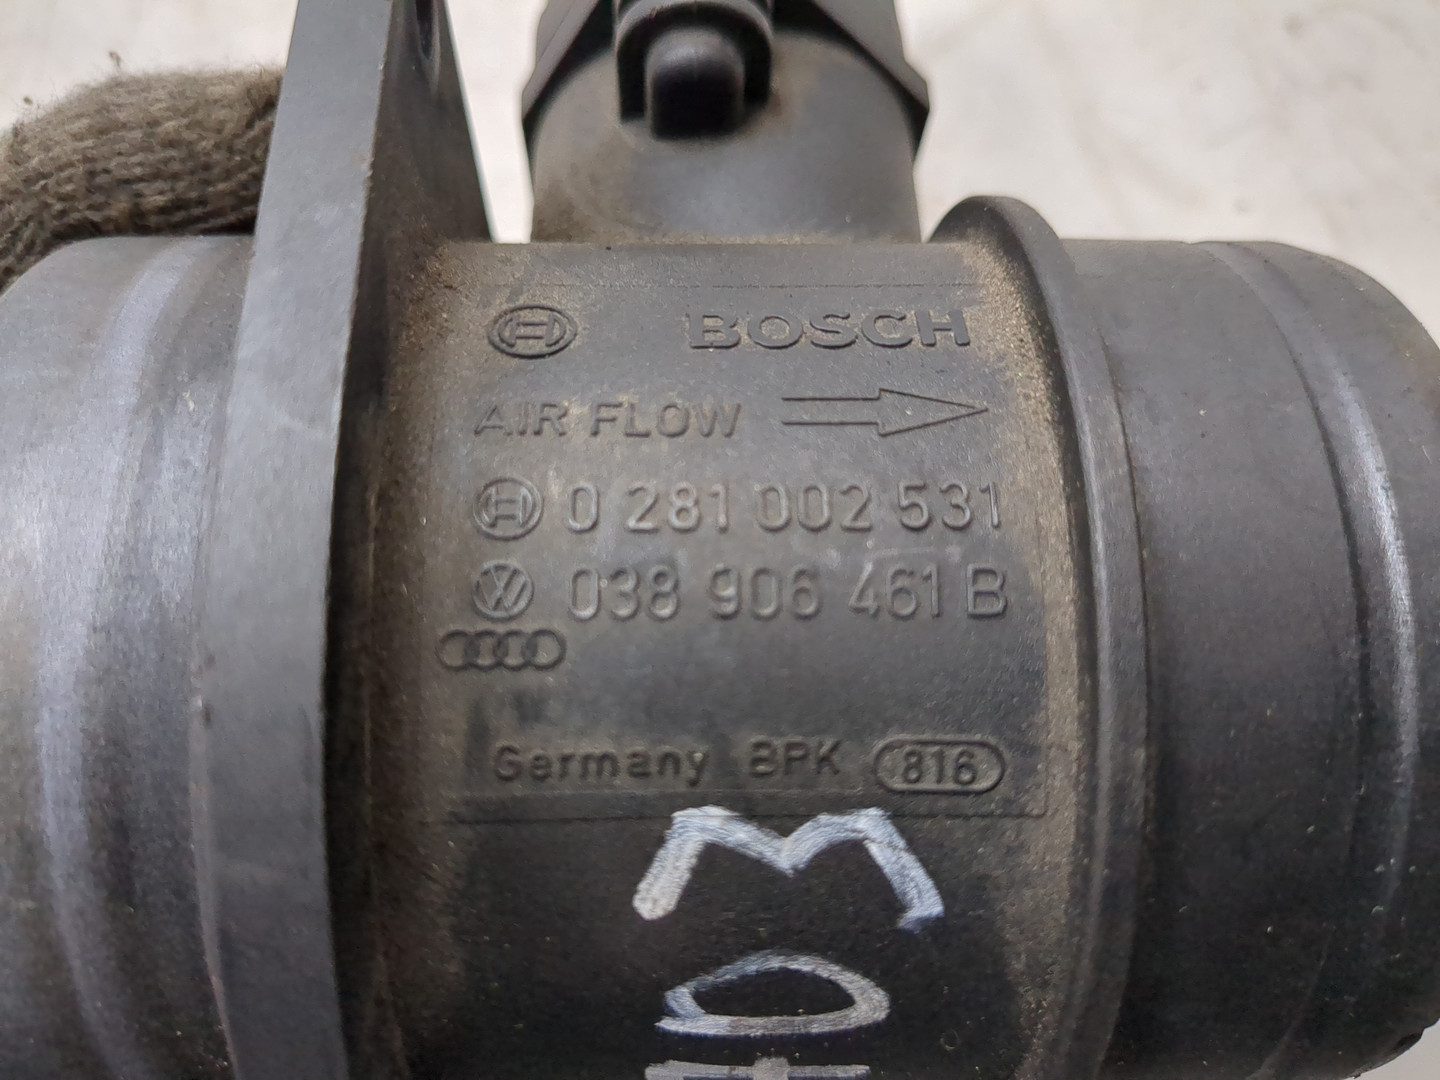 BOSCH
AIR FLOW
0 281 002 531
038 906 461 B
Germany BPK 816